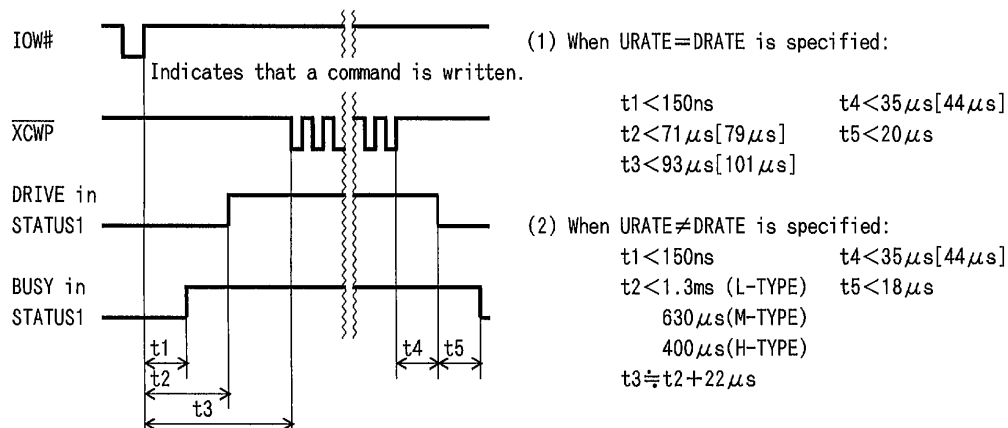 IOW#
Indicates that a command is written.
XCWP
DRIVE in
STATUS1
BUSY in
STATUS1
t1
t2
t3
t4
t5
(1) When URATE=DRATE is specified:
t1<150ns t4<35μs[44μs]
t2<71μs[79μs] t5<20μs
t3<93μs[101μs]
(2) When URATE≠DRATE is specified:
t1<150ns t4<35μs[44μs]
t2<1.3ms (L-TYPE) t5<18μs
630μs(M-TYPE)
400μs(H-TYPE)
t3≒t2+22μs